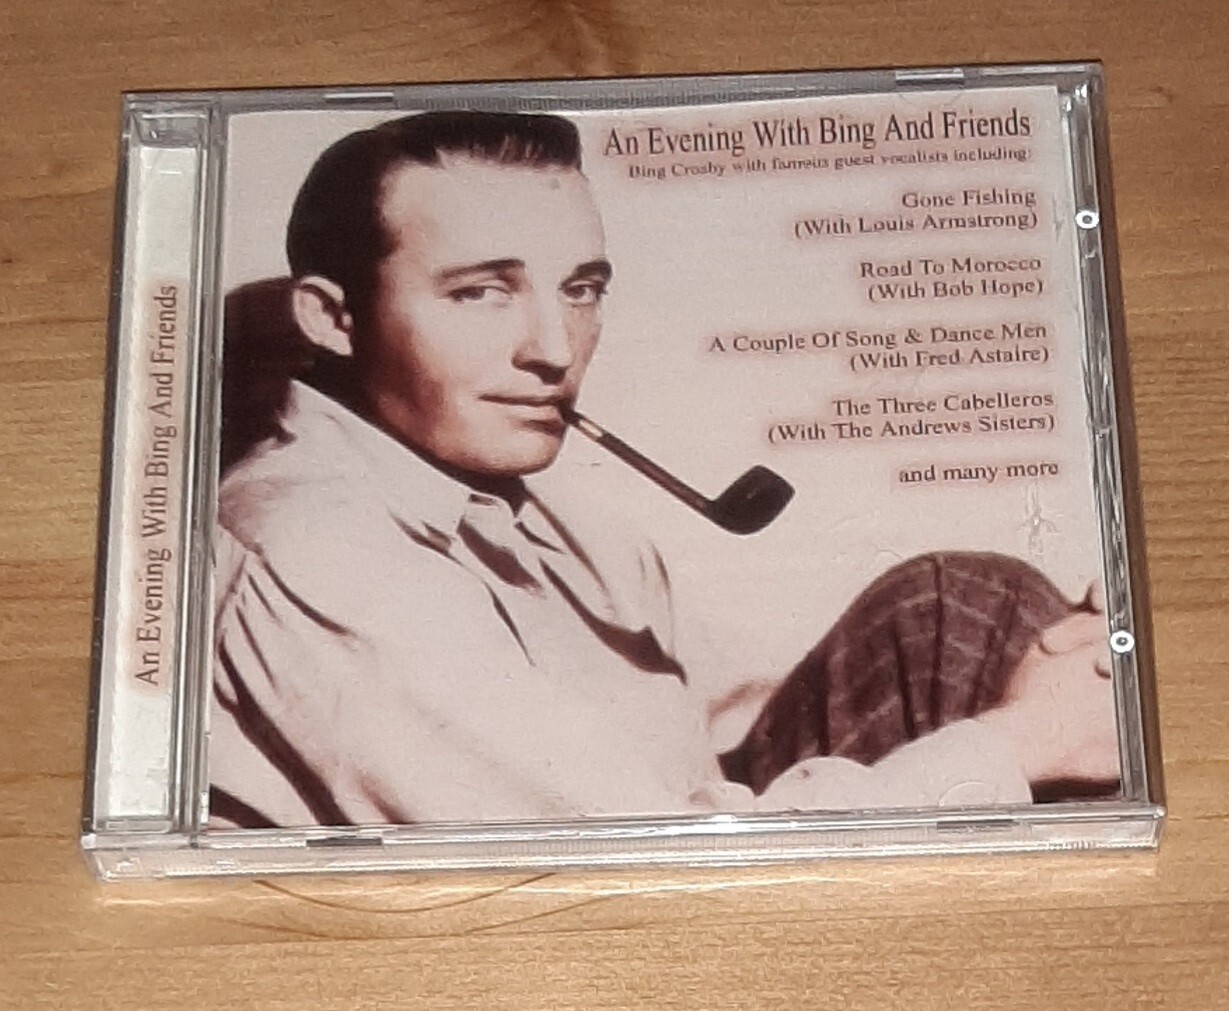 An Evening With Bing And Friends
An Evening With Bing And Friends
Bing Crosby with famous guest vocalists including:
Gone Fishing
(With Louis Armstrong)
Road To Morocco
(With Bob Hope)
A Couple Of Song & Dance Men
(With Fred Astaire)
The Three Cabelleros
(With The Andrews Sisters)
and many more